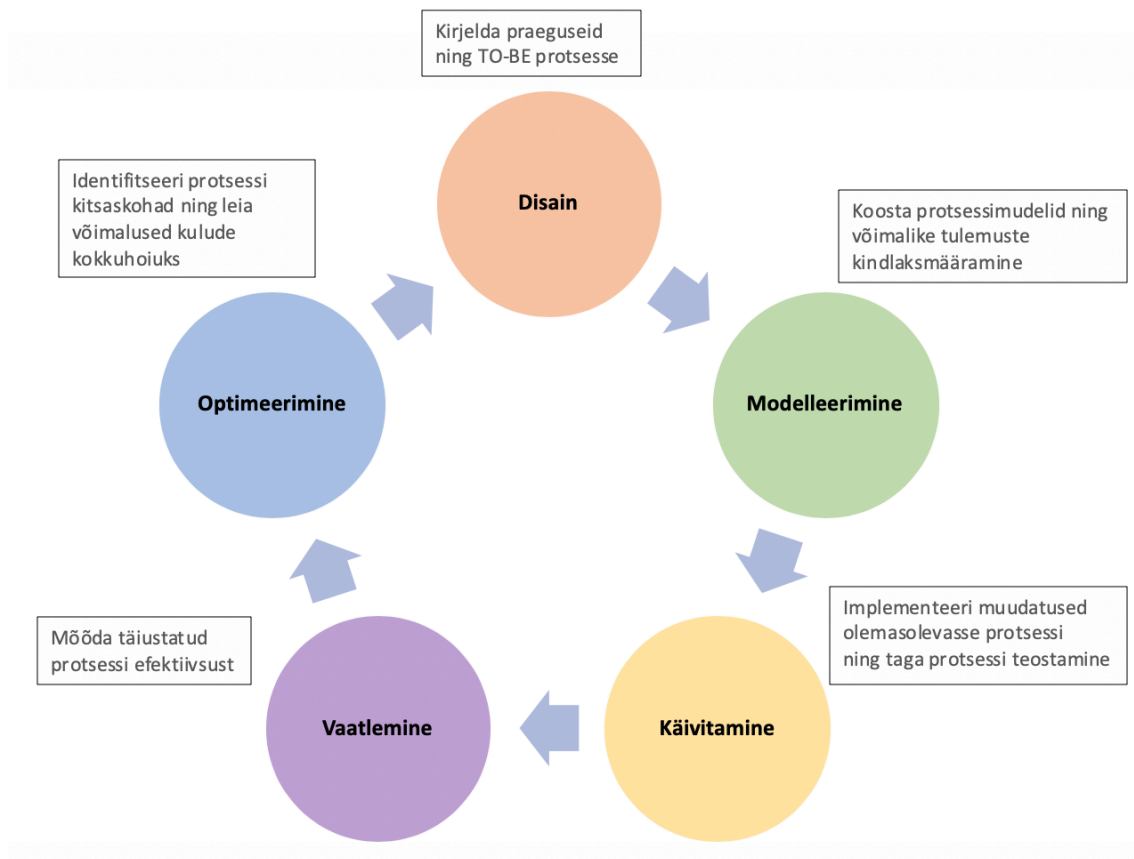 Kirjelda praeguseid
ning TO-BE protsesse
Disain
Identifitseeri protsessi
kitsaskohad ning leia
võimalused kulude
kokkuhoiuks
Koosta protsessimudelid ning
võimalike tulemuste
kindlaksmääramine
Optimeerimine
Modelleerimine
Implementeeri muudatused
olemasolevasse protsessi
ning taga protsessi teostamine
Mõõda täiustatud
protsessi efektiivsust
Vaatlemine
Käivitamine